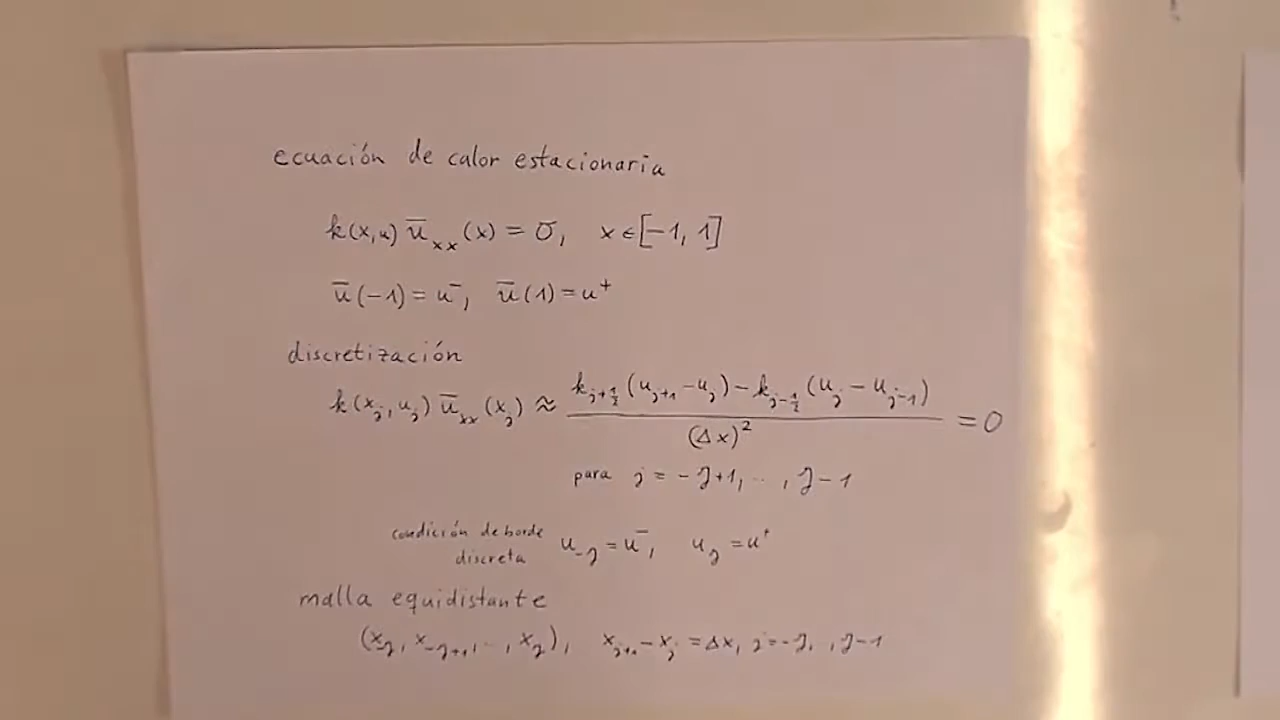 ecuación de calor estacionaria
k(x,u) ū_xx (x) = 0, x ∈ [-1, 1]
ū(-1) = u⁻, ū(1) = u⁺
discretización
k(x_j, u_j) ū_xx (x_j) ≈ (k_{j+1/2} (u_{j+1} - u_j) - k_{j-1/2} (u_j - u_{j-1})) / (Δx)² = 0
para j = -J+1, .., J-1
condición de borde
discreta u_{-J} = u⁻, u_J = u⁺
malla equidistante
(x_{-J}, x_{-J+1}, .., x_J), x_{j+1} - x_j = Δx, j = -J, ., J-1